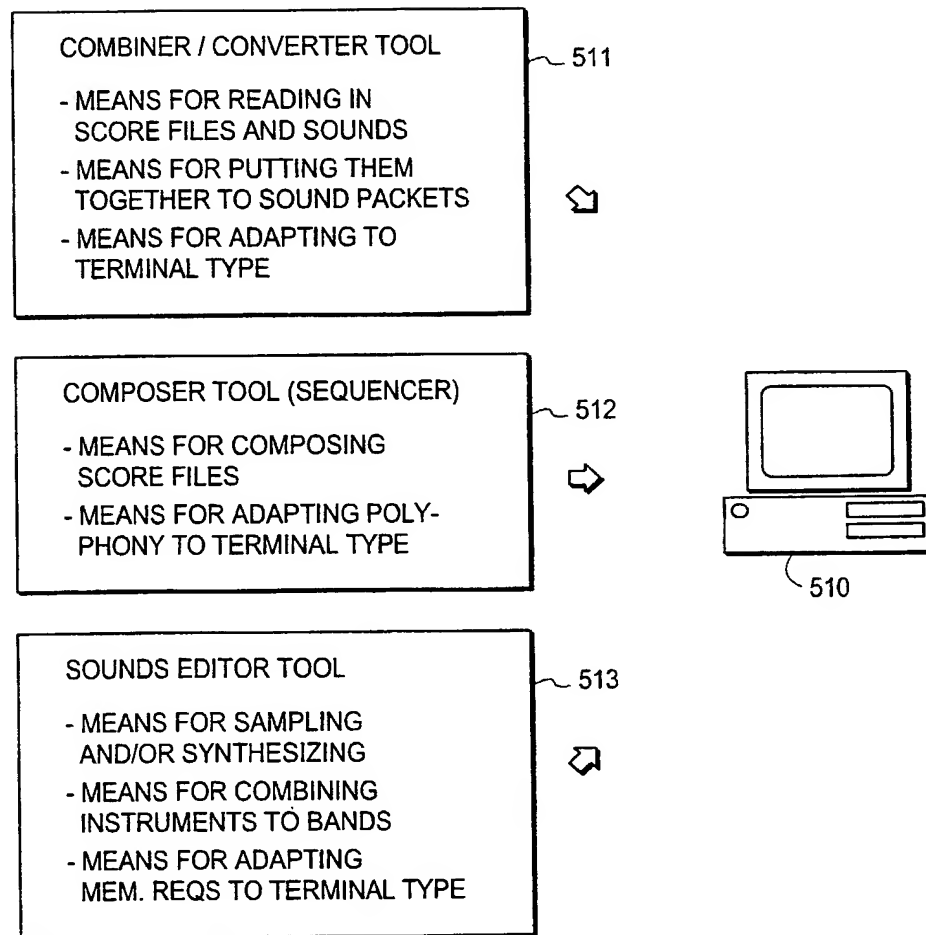 COMBINER / CONVERTER TOOL
- MEANS FOR READING IN
SCORE FILES AND SOUNDS
- MEANS FOR PUTTING THEM
TOGETHER TO SOUND PACKETS
- MEANS FOR ADAPTING TO
TERMINAL TYPE
511
COMPOSER TOOL (SEQUENCER)
- MEANS FOR COMPOSING
SCORE FILES
- MEANS FOR ADAPTING POLY-
PHONY TO TERMINAL TYPE
512
510
SOUNDS EDITOR TOOL
- MEANS FOR SAMPLING
AND/OR SYNTHESIZING
- MEANS FOR COMBINING
INSTRUMENTS TO BANDS
- MEANS FOR ADAPTING
MEM. REQS TO TERMINAL TYPE
513